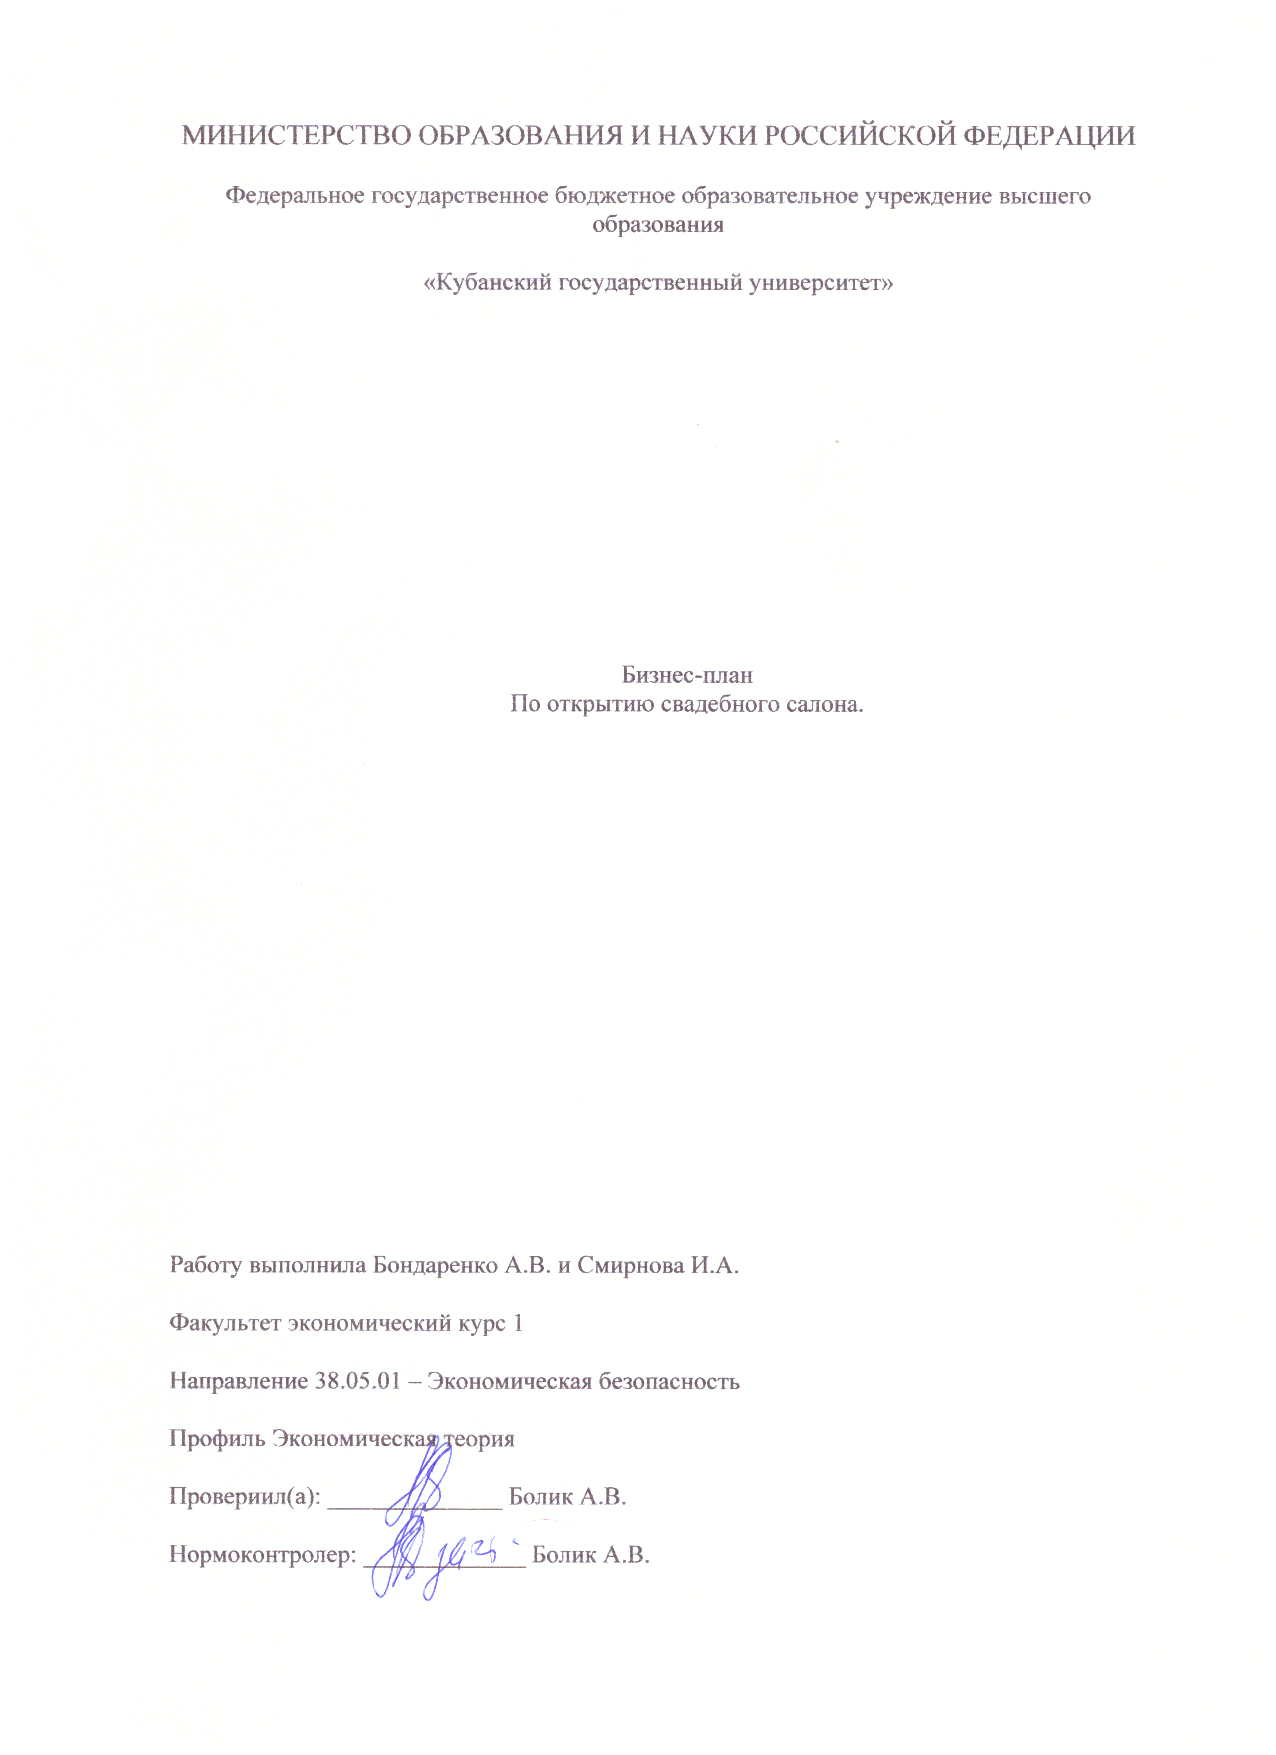 МИНИСТЕРСТВО ОБРАЗОВАНИЯ И НАУКИ РОССИЙСКОЙ ФЕДЕРАЦИИ
Федеральное государственное бюджетное образовательное учреждение высшего
образования
«Кубанский государственный университет»
Бизнес-план
По открытию свадебного салона.
Работу выполнила Бондаренко А.В. и Смирнова И.А.
Факультет экономический курс 1
Направление 38.05.01 – Экономическая безопасность
Профиль Экономическая теория
Провериил(а): ______________ Болик А.В.
Нормоконтролер: _____________ Болик А.В.